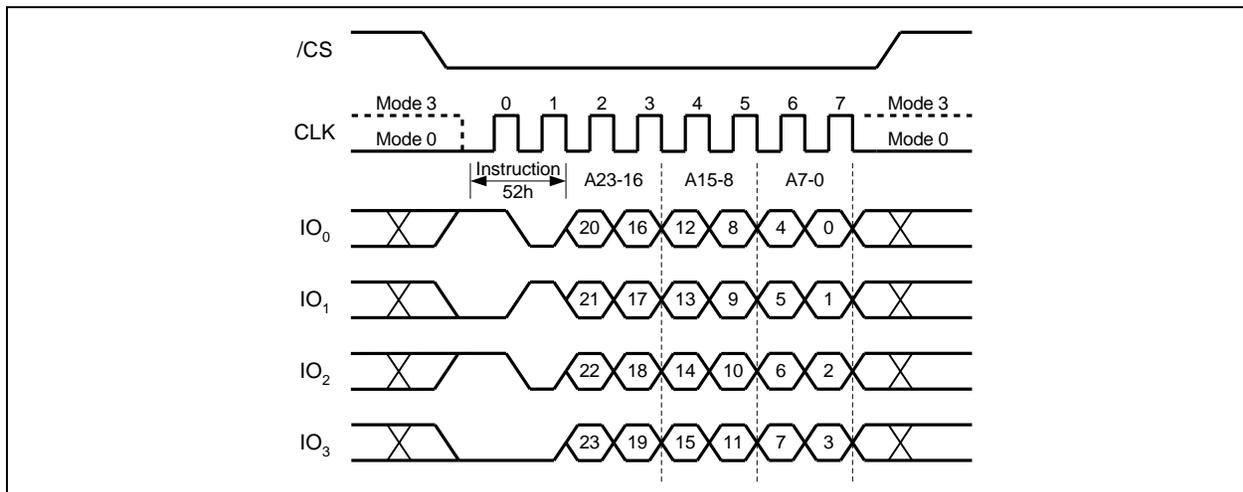 /CS
Mode 3 0 1 2 3 4 5 6 7 Mode 3
CLK
Mode 0 Mode 0
Instruction A23-16 A15-8 A7-0
52h
IO0 20 16 12 8 4 0
IO1 21 17 13 9 5 1
IO2 22 18 14 10 6 2
IO3 23 19 15 11 7 3